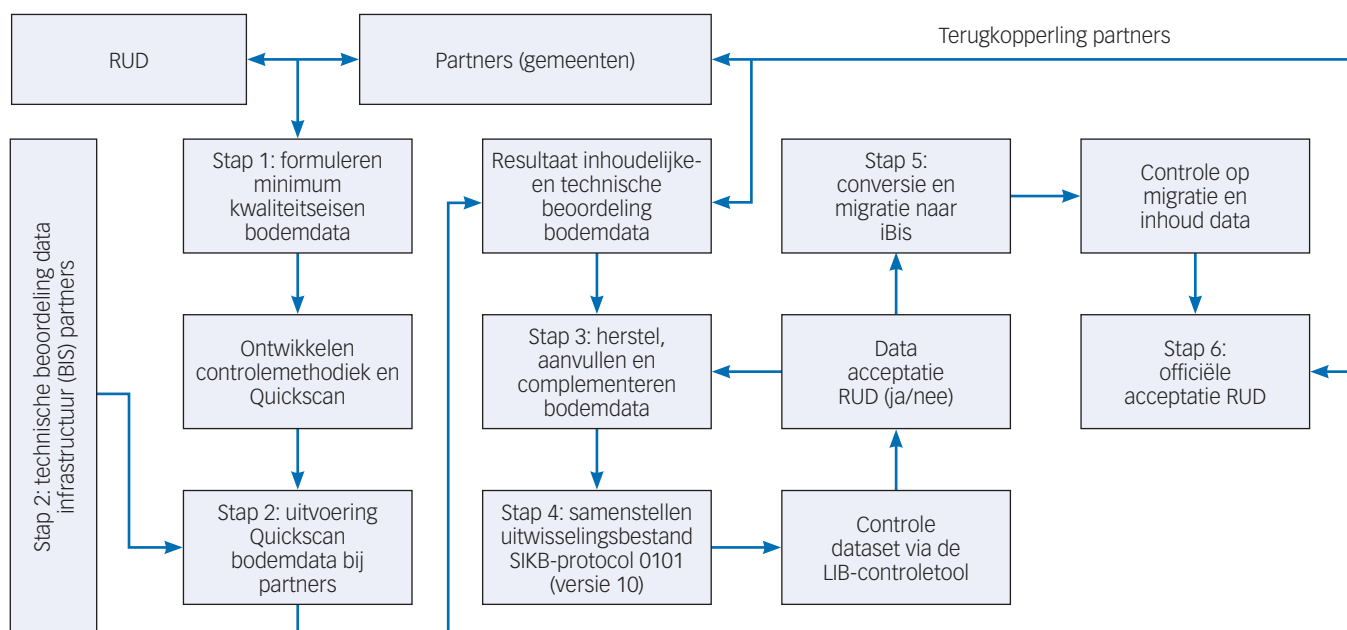 RUD
Partners (gemeenten)
Terugkopperling partners
Stap 2: technische beoordeling data
infrastructuur (BIS) partners
Stap 1: formuleren
minimum
kwaliteitseisen
bodemdata
Ontwikkelen
controlemethodiek en
Quickscan
Stap 2: uitvoering
Quickscan
bodemdata bij
partners
Resultaat inhoudelijke-
en technische
beoordeling
bodemdata
Stap 3: herstel,
aanvullen en
complementeren
bodemdata
Stap 4: samenstellen
uitwisselingsbestand
SIKB-protocol 0101
(versie 10)
Controle
dataset via de
LIB-controletool
Data
acceptatie
RUD (ja/nee)
Stap 5:
conversie en
migratie naar
iBis
Controle op
migratie en
inhoud data
Stap 6:
officiële
acceptatie RUD